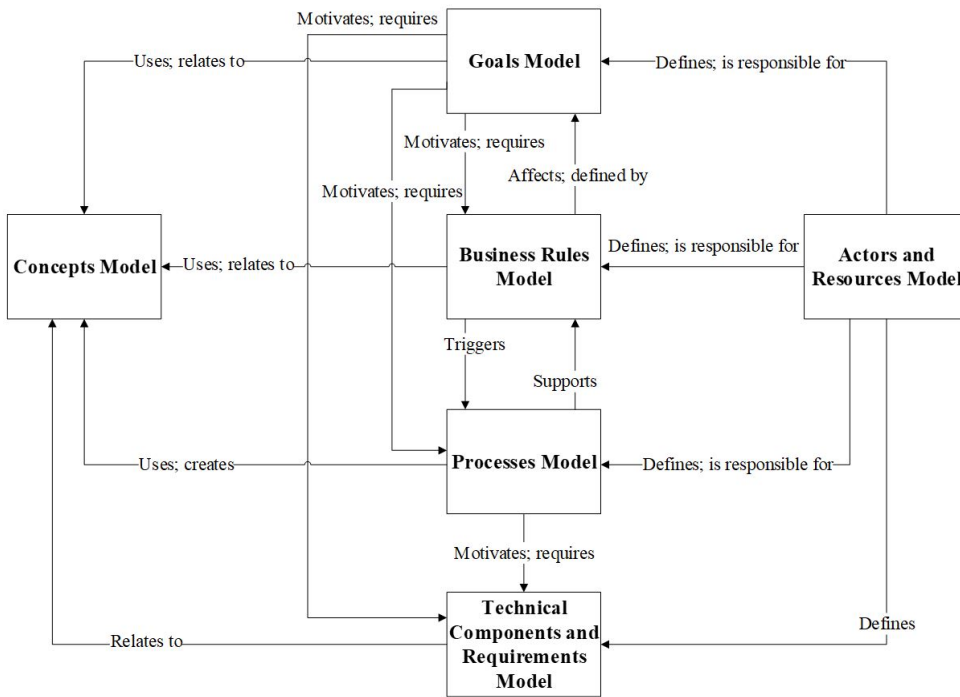 Motivates; requires
Goals Model
Uses; relates to
Defines; is responsible for
Motivates; requires
Affects; defined by
Motivates; requires
Concepts Model
Uses; relates to
Business Rules
Model
Defines; is responsible for
Actors and
Resources Model
Triggers
Supports
Uses; creates
Processes Model
Defines; is responsible for
Motivates; requires
Technical
Components and
Requirements
Model
Relates to
Defines